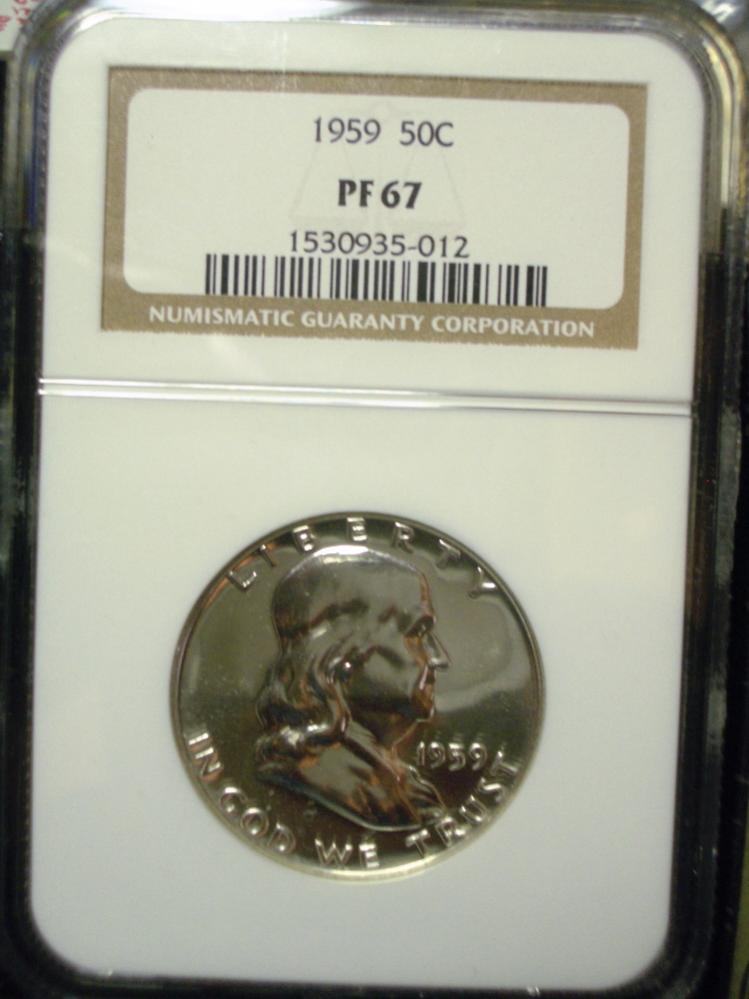 1959 50C
PF 67
1530935-012
NUMISMATIC GUARANTY CORPORATION
LIBERTY
1959
IN GOD WE TRUST